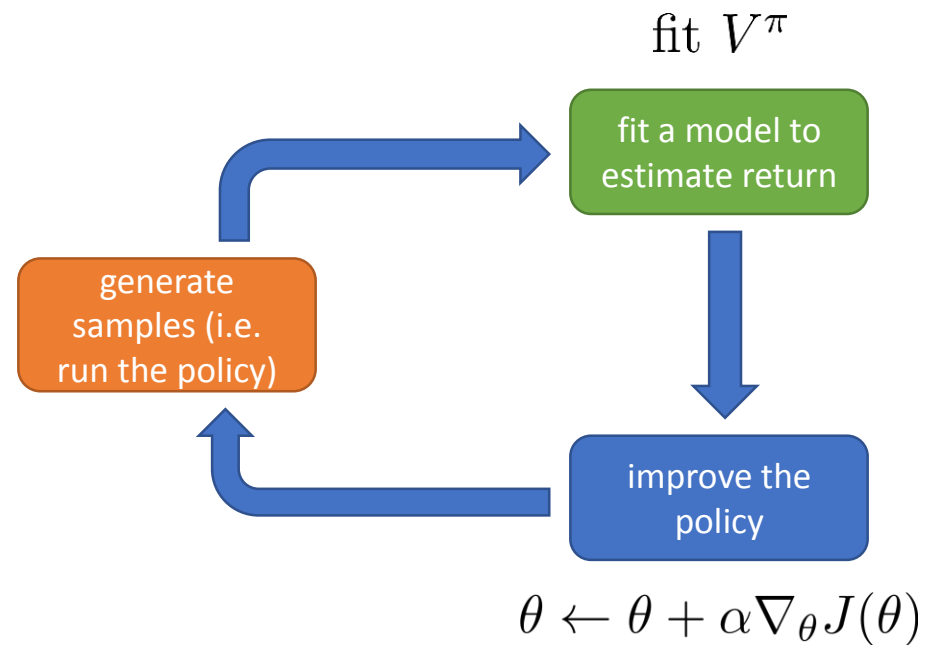 fit V^π
fit a model to
estimate return
generate
samples (i.e.
run the policy)
improve the
policy
θ ← θ + α∇_θ J(θ)